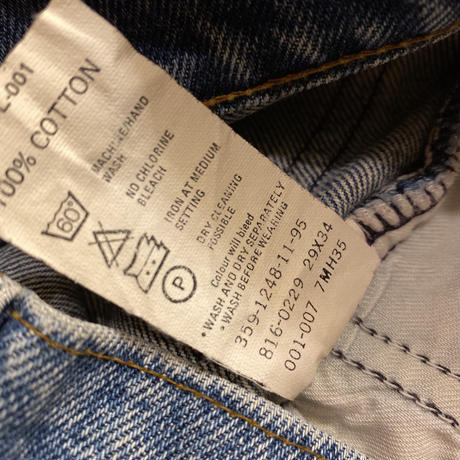 L-001
100% COTTON
MACHINE/HAND
WASH
NO CHLORINE
BLEACH
IRON AT MEDIUM
SETTING
DRY CLEANING
POSSIBLE
Colour will bleed
• WASH AND DRY SEPARATELY
• WASH BEFORE WEARING
359-1248-11-95
816-0229 29X34
001-007 7MH35
60
P